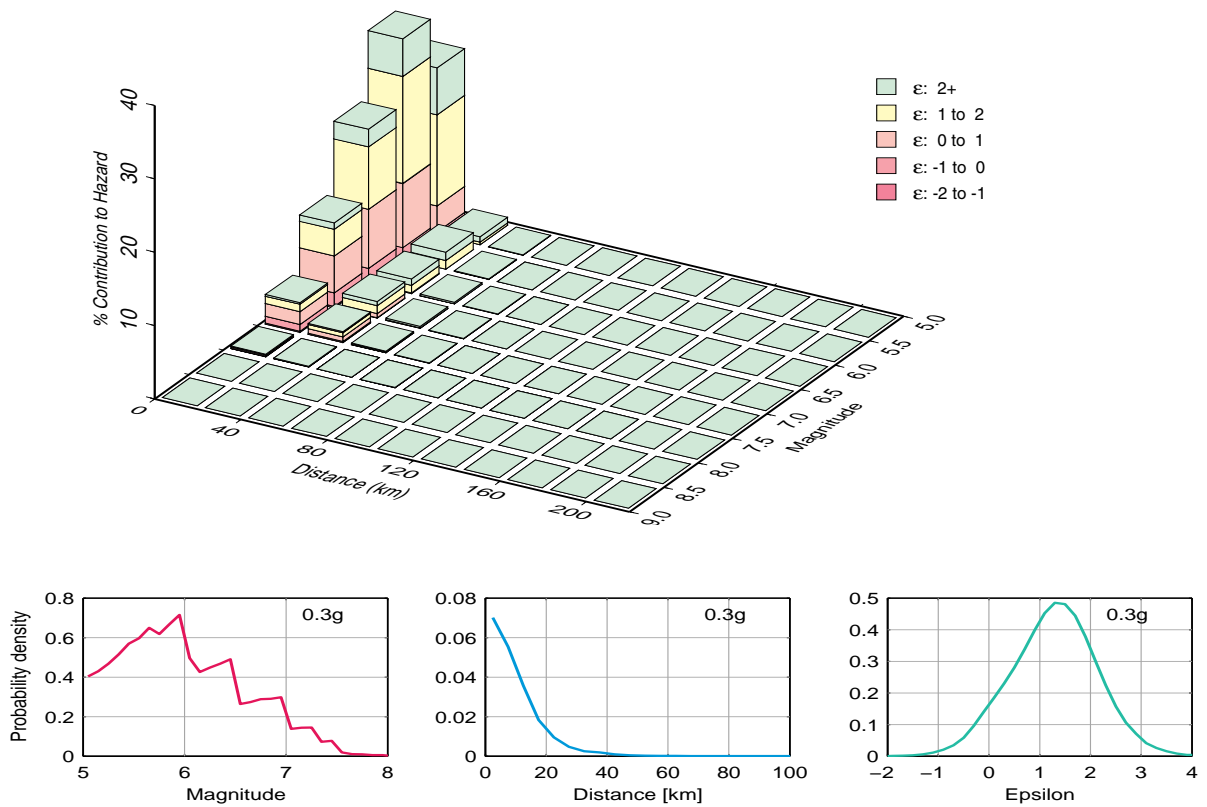 % Contribution to Hazard
40
30
20
10
0
40
80
120
160
200
Distance (km)
5.0
5.5
6.0
6.5
7.0
7.5
8.0
8.5
9.0
Magnitude
ε: 2+
ε: 1 to 2
ε: 0 to 1
ε: -1 to 0
ε: -2 to -1
Probability density
0.8
0.6
0.4
0.2
0
0.3g
5 6 7 8
Magnitude
0.08
0.06
0.04
0.02
0
0.3g
0 20 40 60 80 100
Distance [km]
0.5
0.4
0.3
0.2
0.1
0
0.3g
−2 −1 0 1 2 3 4
Epsilon